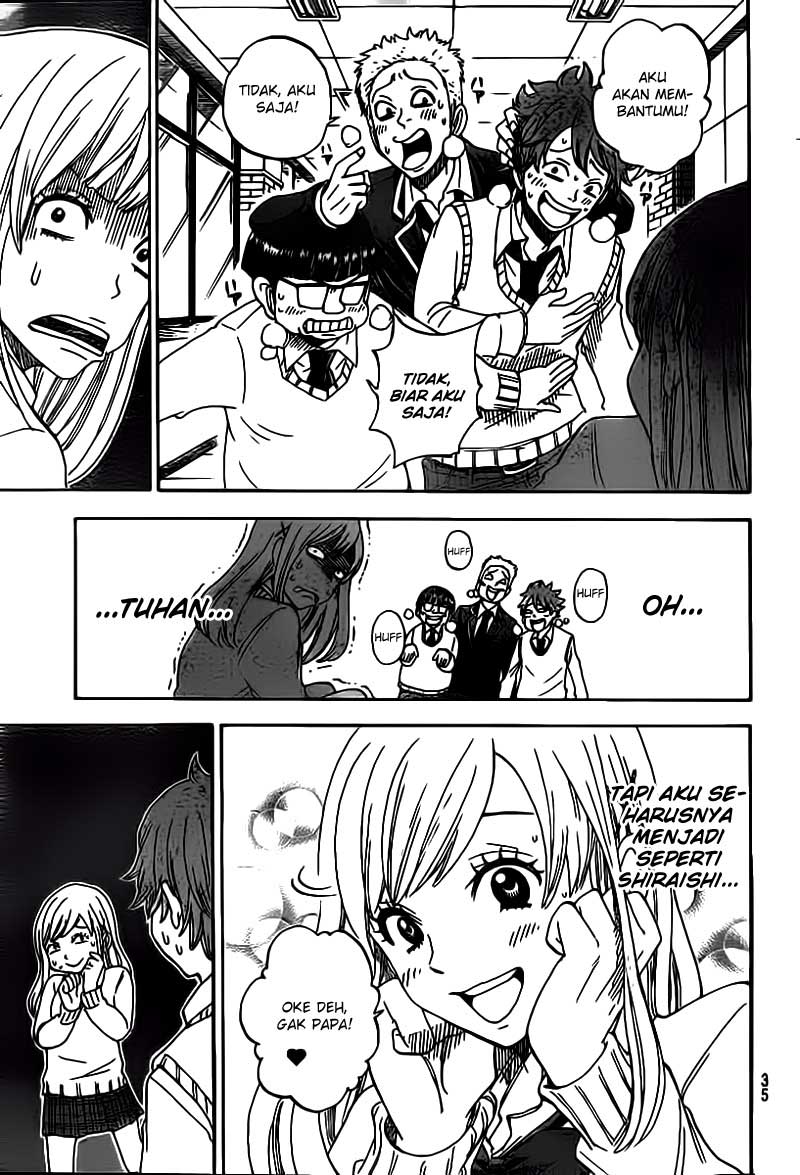 AKU
AKAN MEM-
BANTUMU!
TIDAK, AKU
SAJA!
TIDAK,
BIAR AKU
SAJA!
OH...
HUFF
HUFF
HUFF
...TUHAN...
TAPI AKU SE-
HARUSNYA
MENJADI
SEPERTI
SHIRAISHI...
OKE DEH,
GAK PAPA!
♥
35